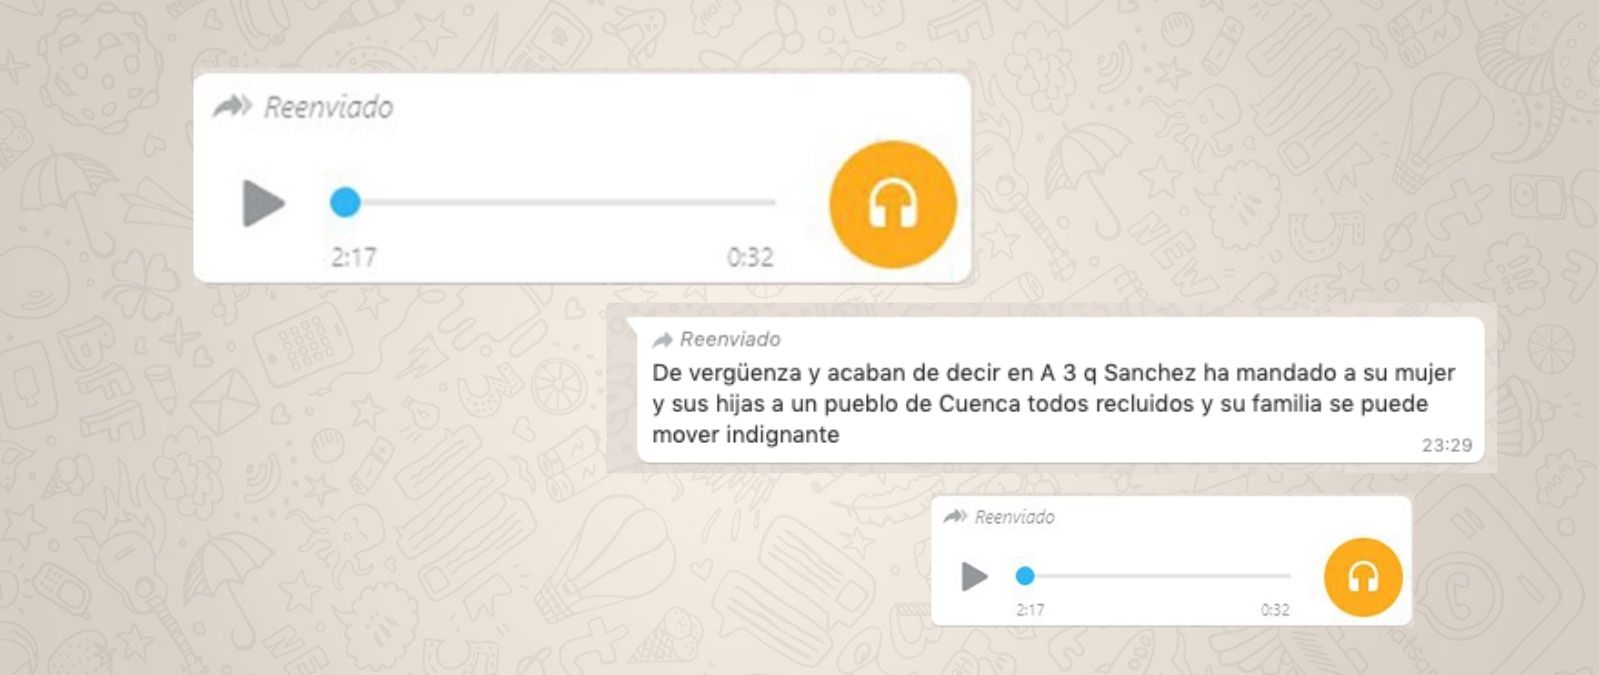 Reenviado
2:17 0:32
Reenviado
De vergüenza y acaban de decir en A 3 q Sanchez ha mandado a su mujer
y sus hijas a un pueblo de Cuenca todos recluidos y su familia se puede
mover indignante
23:29
Reenviado
2:17 0:32